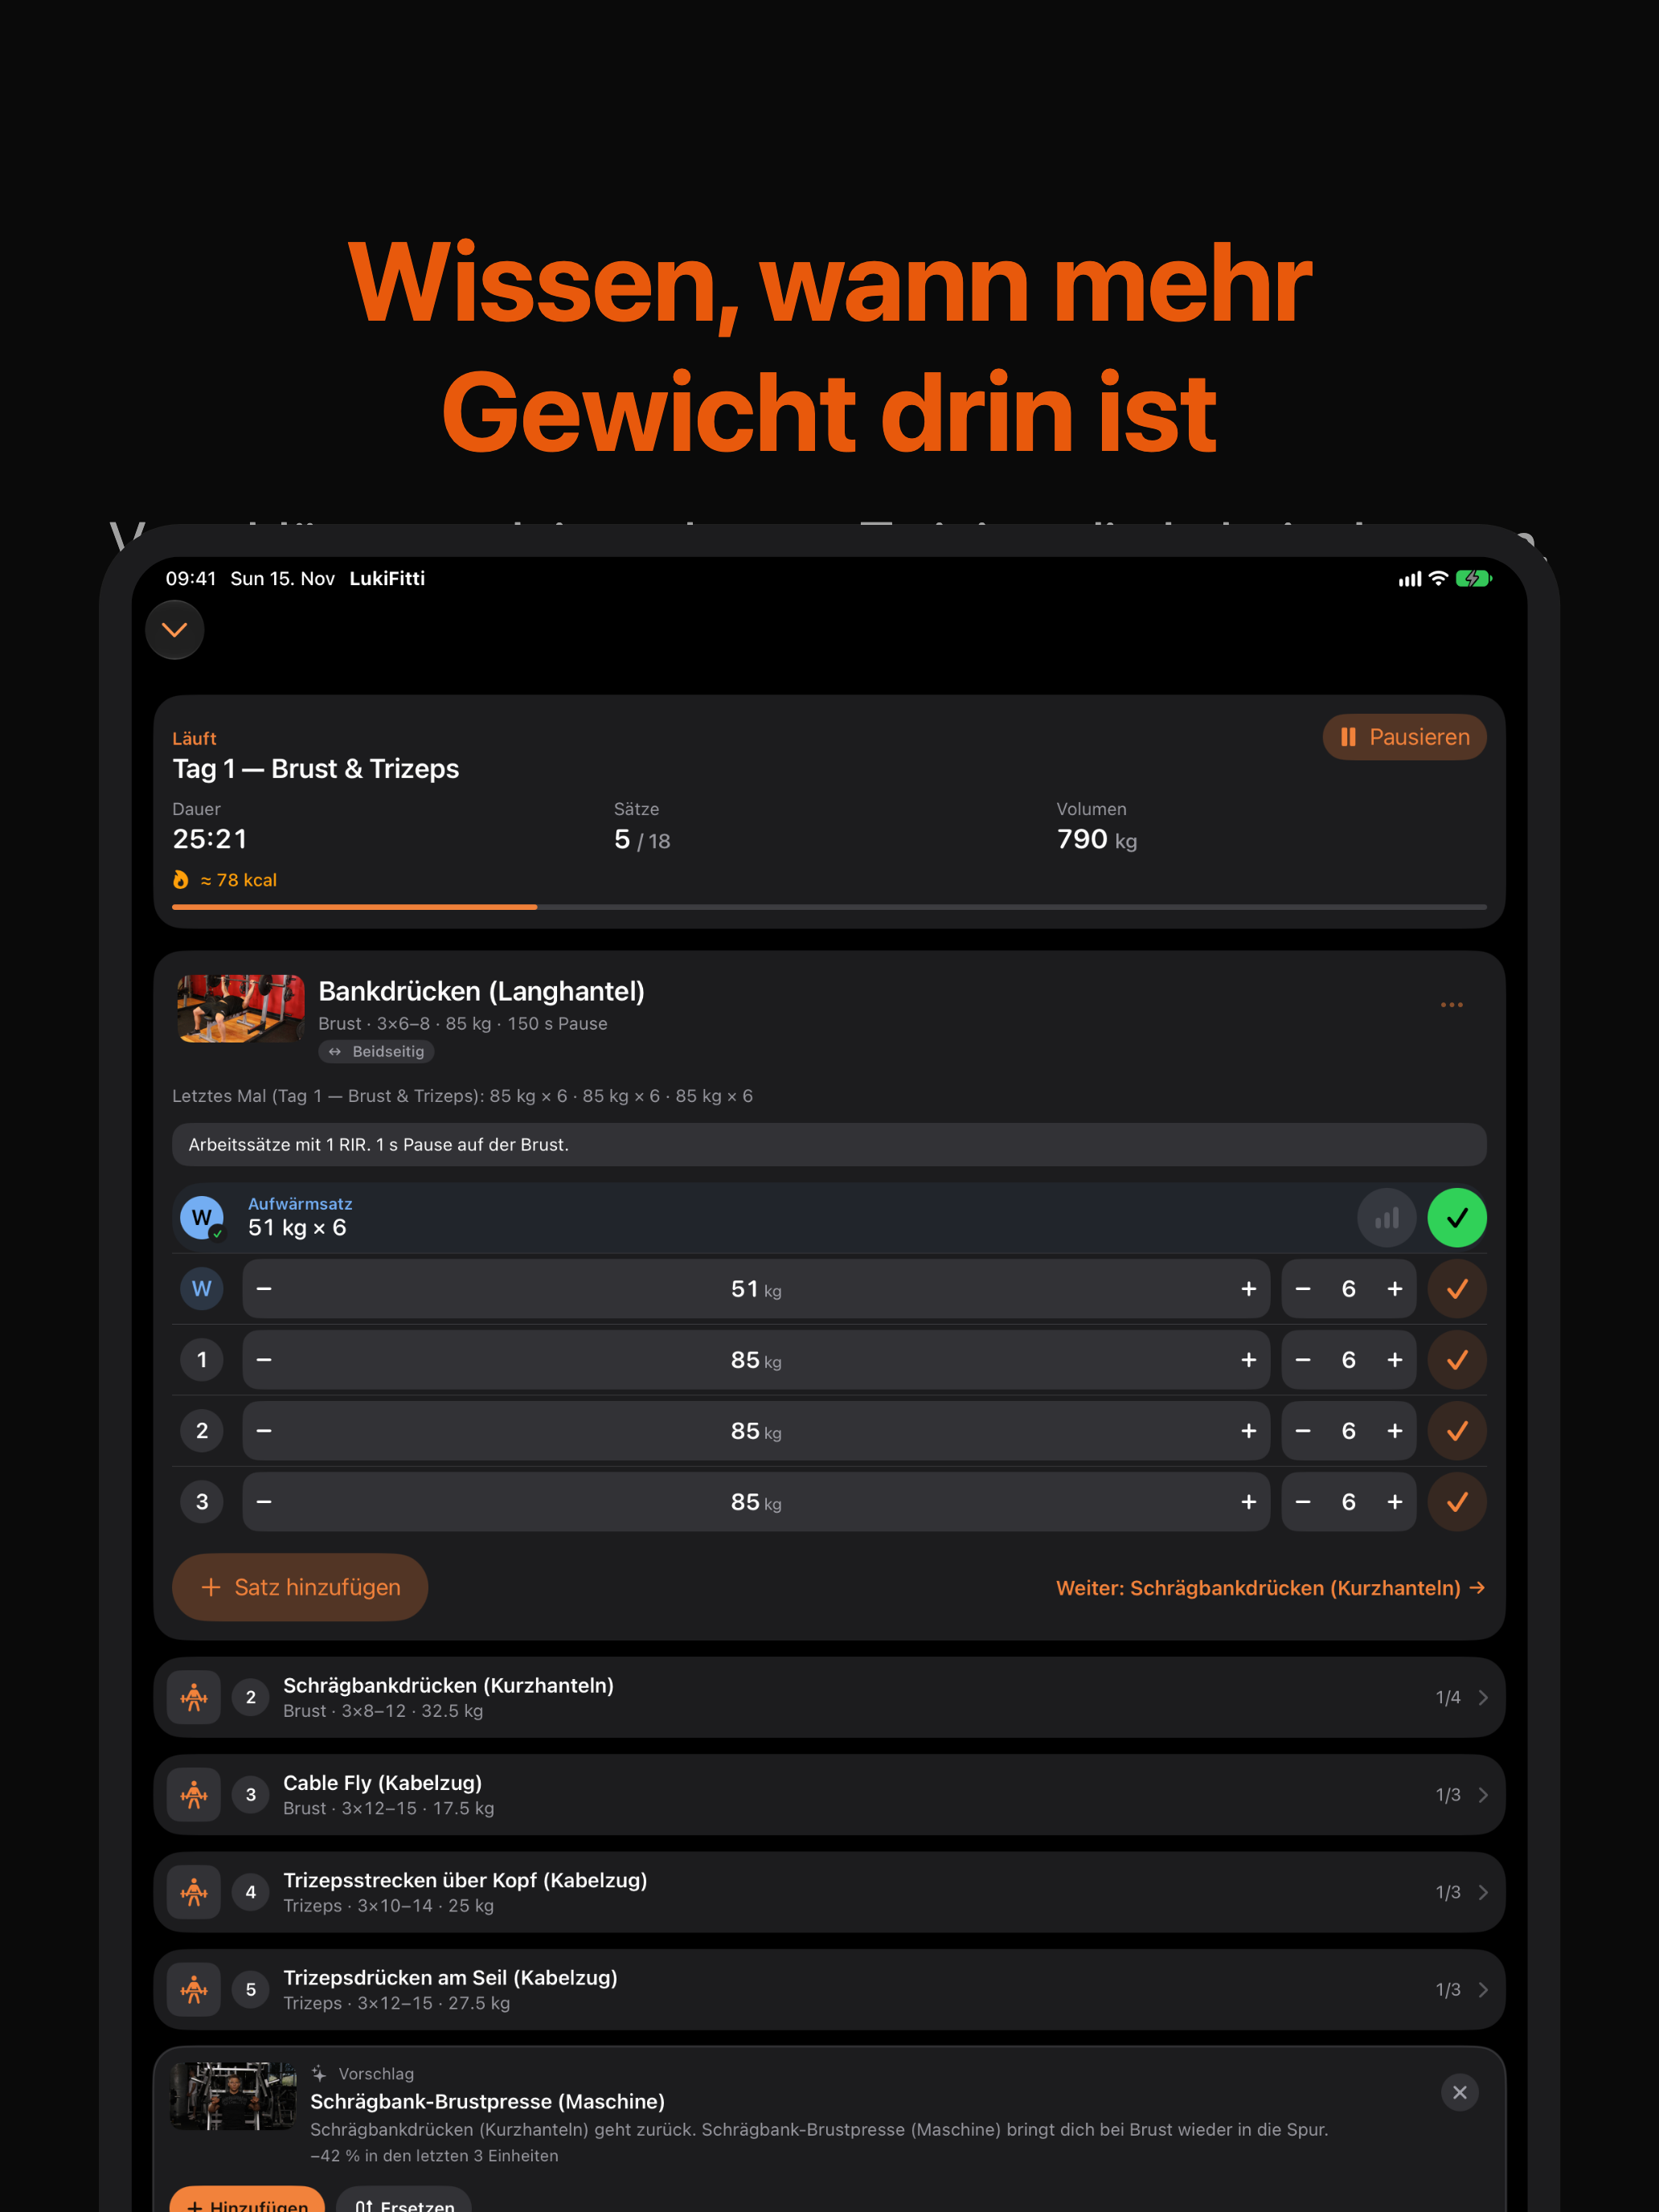 Wissen, wann mehr
Gewicht drin ist
09:41 Sun 15. Nov LukiFitti
Läuft
Pausieren
Tag 1 — Brust & Trizeps
Dauer Sätze Volumen
25:21 5 / 18 790 kg
≈ 78 kcal
Bankdrücken (Langhantel)
Brust · 3×6–8 · 85 kg · 150 s Pause
Beidseitig
Letztes Mal (Tag 1 — Brust & Trizeps): 85 kg × 6 · 85 kg × 6 · 85 kg × 6
Arbeitssätze mit 1 RIR. 1 s Pause auf der Brust.
W Aufwärmsatz
51 kg × 6
W − 51 kg + − 6 +
1 − 85 kg + − 6 +
2 − 85 kg + − 6 +
3 − 85 kg + − 6 +
+ Satz hinzufügen Weiter: Schrägbankdrücken (Kurzhanteln) →
2 Schrägbankdrücken (Kurzhanteln) 1/4
Brust · 3×8–12 · 32.5 kg
3 Cable Fly (Kabelzug) 1/3
Brust · 3×12–15 · 17.5 kg
4 Trizepsstrecken über Kopf (Kabelzug) 1/3
Trizeps · 3×10–14 · 25 kg
5 Trizepsdrücken am Seil (Kabelzug) 1/3
Trizeps · 3×12–15 · 27.5 kg
Vorschlag
Schrägbank-Brustpresse (Maschine)
Schrägbankdrücken (Kurzhanteln) geht zurück. Schrägbank-Brustpresse (Maschine) bringt dich bei Brust wieder in die Spur.
−42 % in den letzten 3 Einheiten
+ Hinzufügen Ersetzen